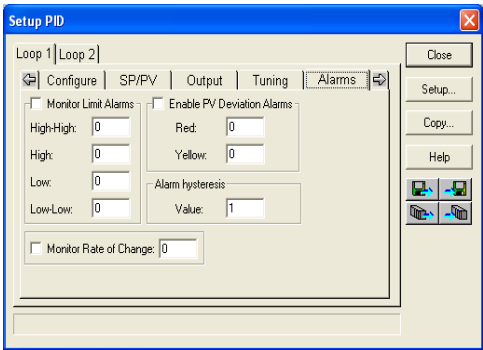 Setup PID
Loop 1 Loop 2
Configure SP/PV Output Tuning Alarms
Monitor Limit Alarms
High-High: 0
High: 0
Low: 0
Low-Low: 0
Enable PV Deviation Alarms
Red: 0
Yellow: 0
Alarm hysteresis
Value: 1
Monitor Rate of Change: 0
Close
Setup...
Copy...
Help